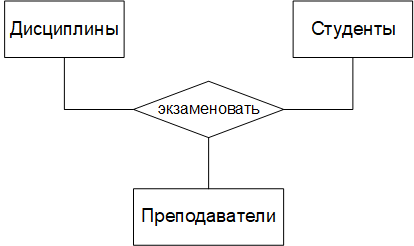 Дисциплины
Студенты
экзаменовать
Преподаватели